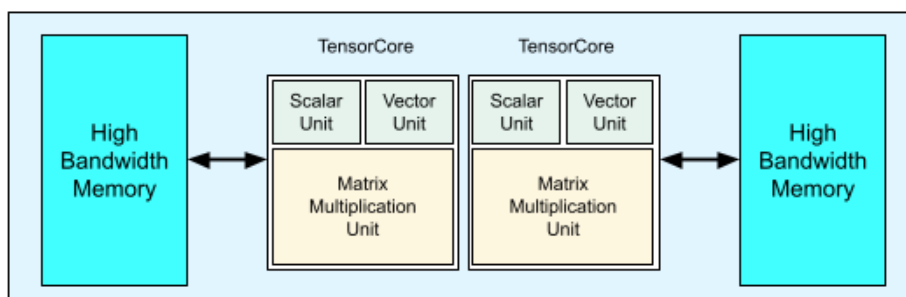 TensorCore
TensorCore
High
Bandwidth
Memory
Scalar
Unit
Vector
Unit
Matrix
Multiplication
Unit
Scalar
Unit
Vector
Unit
Matrix
Multiplication
Unit
High
Bandwidth
Memory